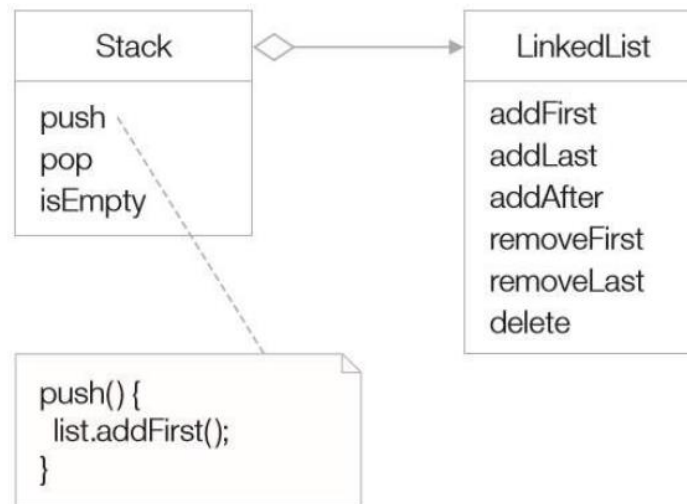 Stack
push
pop
isEmpty
LinkedList
addFirst
addLast
addAfter
removeFirst
removeLast
delete
push() {
list.addFirst();
}